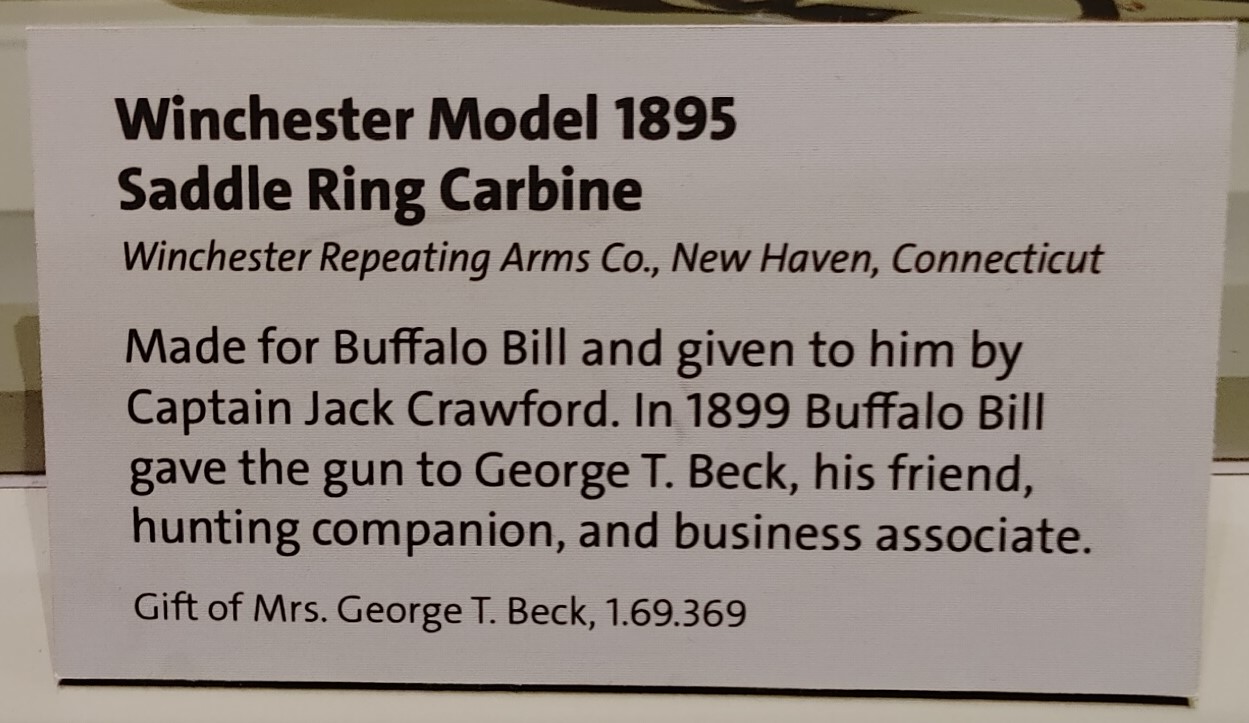 Winchester Model 1895
Saddle Ring Carbine
Winchester Repeating Arms Co., New Haven, Connecticut
Made for Buffalo Bill and given to him by
Captain Jack Crawford. In 1899 Buffalo Bill
gave the gun to George T. Beck, his friend,
hunting companion, and business associate.
Gift of Mrs. George T. Beck, 1.69.369